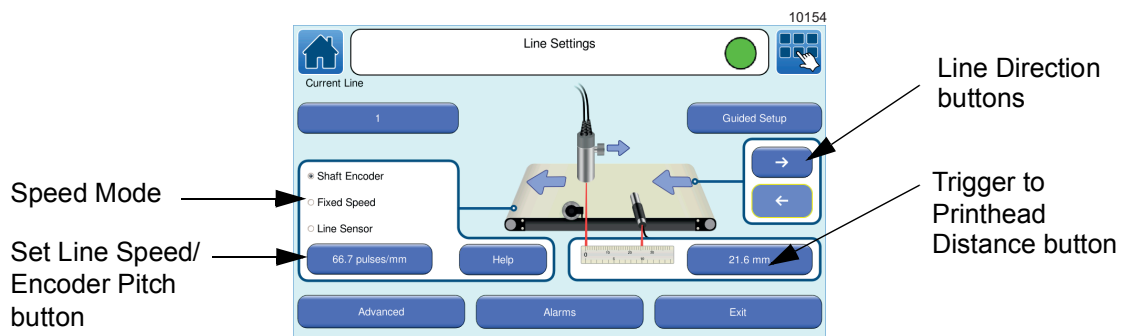 10154
Line Settings
Current Line
1
Guided Setup
Line Direction
buttons
→
←
Speed Mode
Shaft Encoder
Fixed Speed
Line Sensor
Set Line Speed/
Encoder Pitch
button
66.7 pulses/mm
Help
21.6 mm
Trigger to
Printhead
Distance button
Advanced
Alarms
Exit